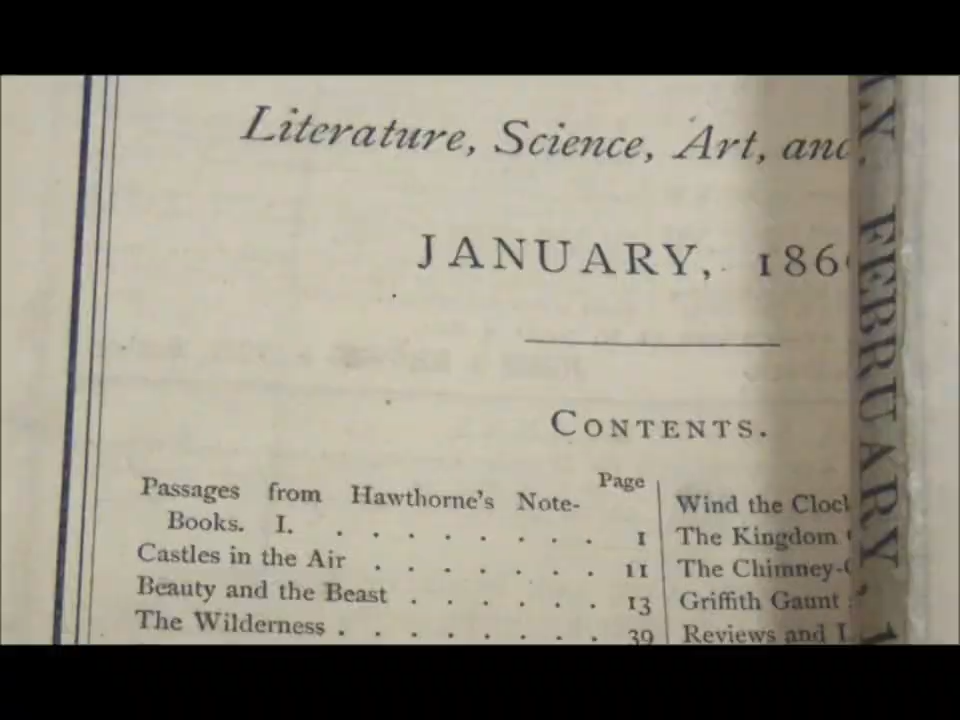 Literature, Science, Art, and
JANUARY, 186
CONTENTS.
Page
Passages from Hawthorne's Note-
Books. I. . . . . . . . . . 1
Castles in the Air . . . . . . . 11
Beauty and the Beast . . . . . . 13
The Wilderness . . . . . . . . 39
Wind the Clock
The Kingdom
The Chimney-
Griffith Gaunt
Reviews and
FEBRUARY, 1